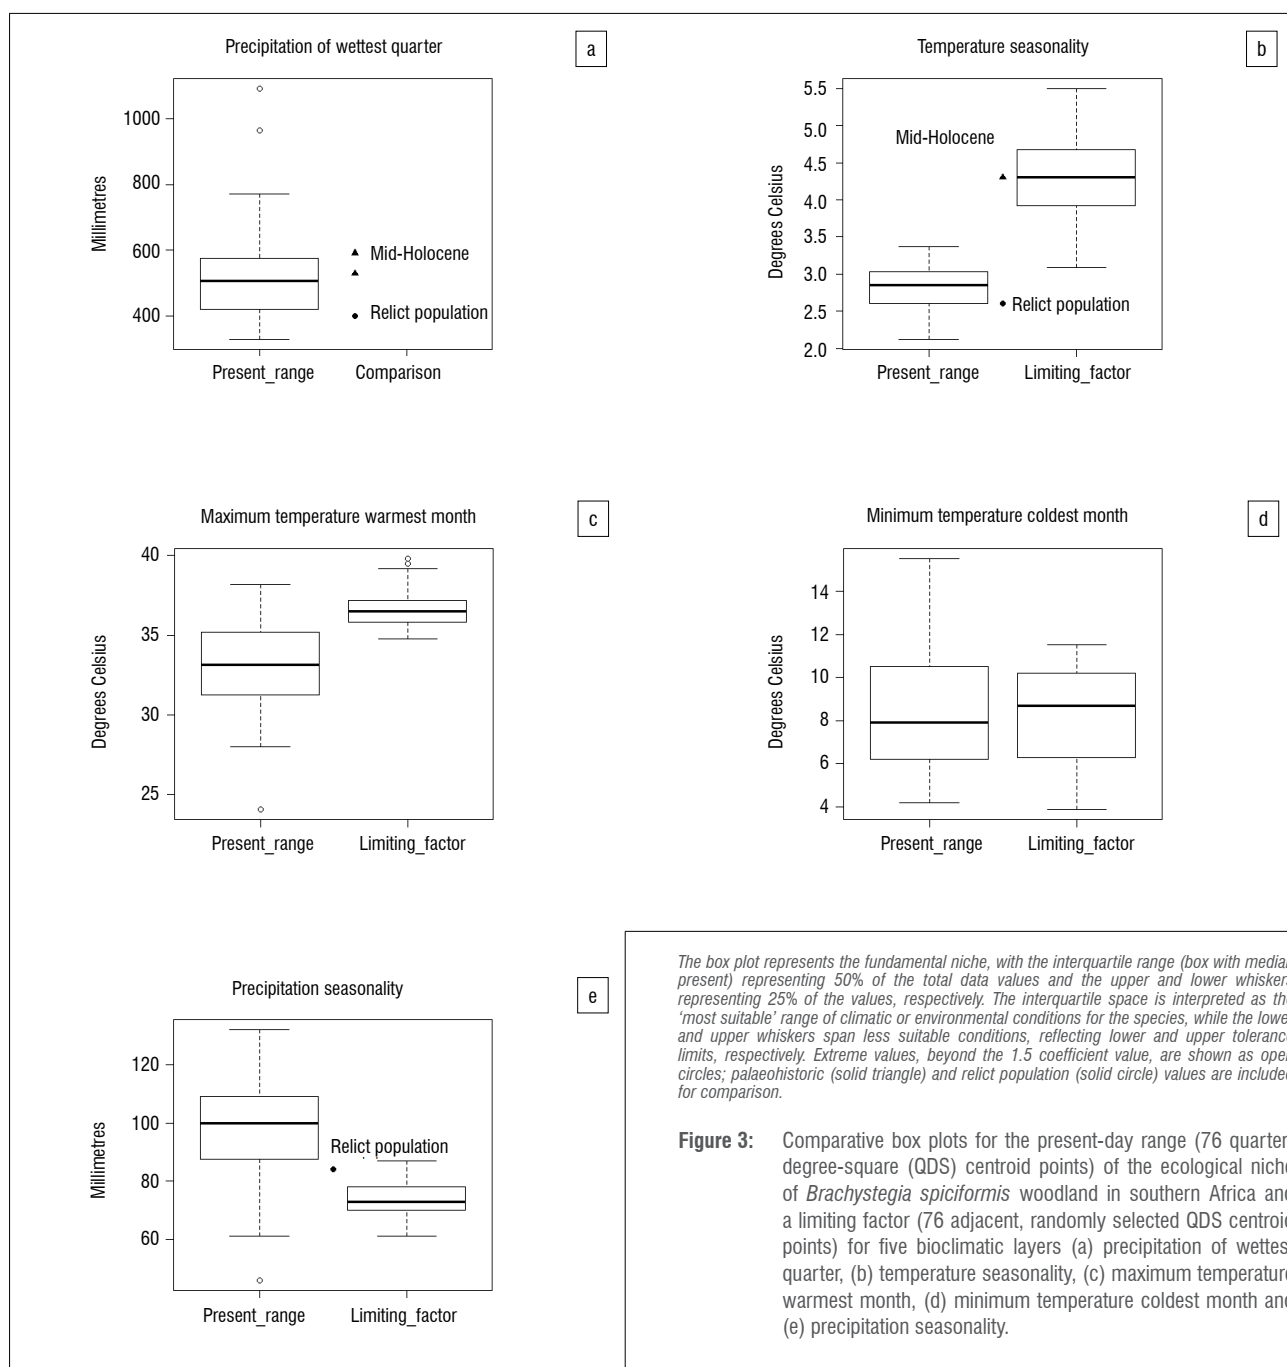 Precipitation of wettest quarter
a
1000
800
600
400
Millimetres
Mid-Holocene
Relict population
Present_range
Comparison
Temperature seasonality
b
5.5
5.0
4.5
4.0
3.5
3.0
2.5
2.0
Degrees Celsius
Mid-Holocene
Relict population
Present_range
Limiting_factor
Maximum temperature warmest month
c
40
35
30
25
Degrees Celsius
Present_range
Limiting_factor
Minimum temperature coldest month
d
14
12
10
8
6
4
Degrees Celsius
Present_range
Limiting_factor
Precipitation seasonality
e
120
100
80
60
Millimetres
Relict population
Present_range
Limiting_factor
The box plot represents the fundamental niche, with the interquartile range (box with median
present) representing 50% of the total data values and the upper and lower whiskers
representing 25% of the values, respectively. The interquartile space is interpreted as the
‘most suitable’ range of climatic or environmental conditions for the species, while the lower
and upper whiskers span less suitable conditions, reflecting lower and upper tolerance
limits, respectively. Extreme values, beyond the 1.5 coefficient value, are shown as open
circles; palaeohistoric (solid triangle) and relict population (solid circle) values are included
for comparison.
Figure 3: Comparative box plots for the present-day range (76 quarter-
degree-square (QDS) centroid points) of the ecological niche
of Brachystegia spiciformis woodland in southern Africa and
a limiting factor (76 adjacent, randomly selected QDS centroid
points) for five bioclimatic layers (a) precipitation of wettest
quarter, (b) temperature seasonality, (c) maximum temperature
warmest month, (d) minimum temperature coldest month and
(e) precipitation seasonality.